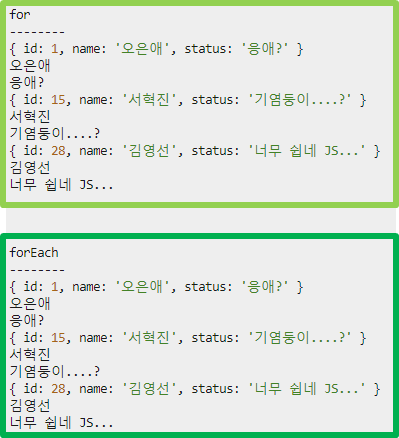 for
--------
{ id: 1, name: '오은애', status: '응애?' }
오은애
응애?
{ id: 15, name: '서혁진', status: '기염둥이....?' }
서혁진
기염둥이....?
{ id: 28, name: '김영선', status: '너무 쉽네 JS...' }
김영선
너무 쉽네 JS...
forEach
--------
{ id: 1, name: '오은애', status: '응애?' }
오은애
응애?
{ id: 15, name: '서혁진', status: '기염둥이....?' }
서혁진
기염둥이....?
{ id: 28, name: '김영선', status: '너무 쉽네 JS...' }
김영선
너무 쉽네 JS...